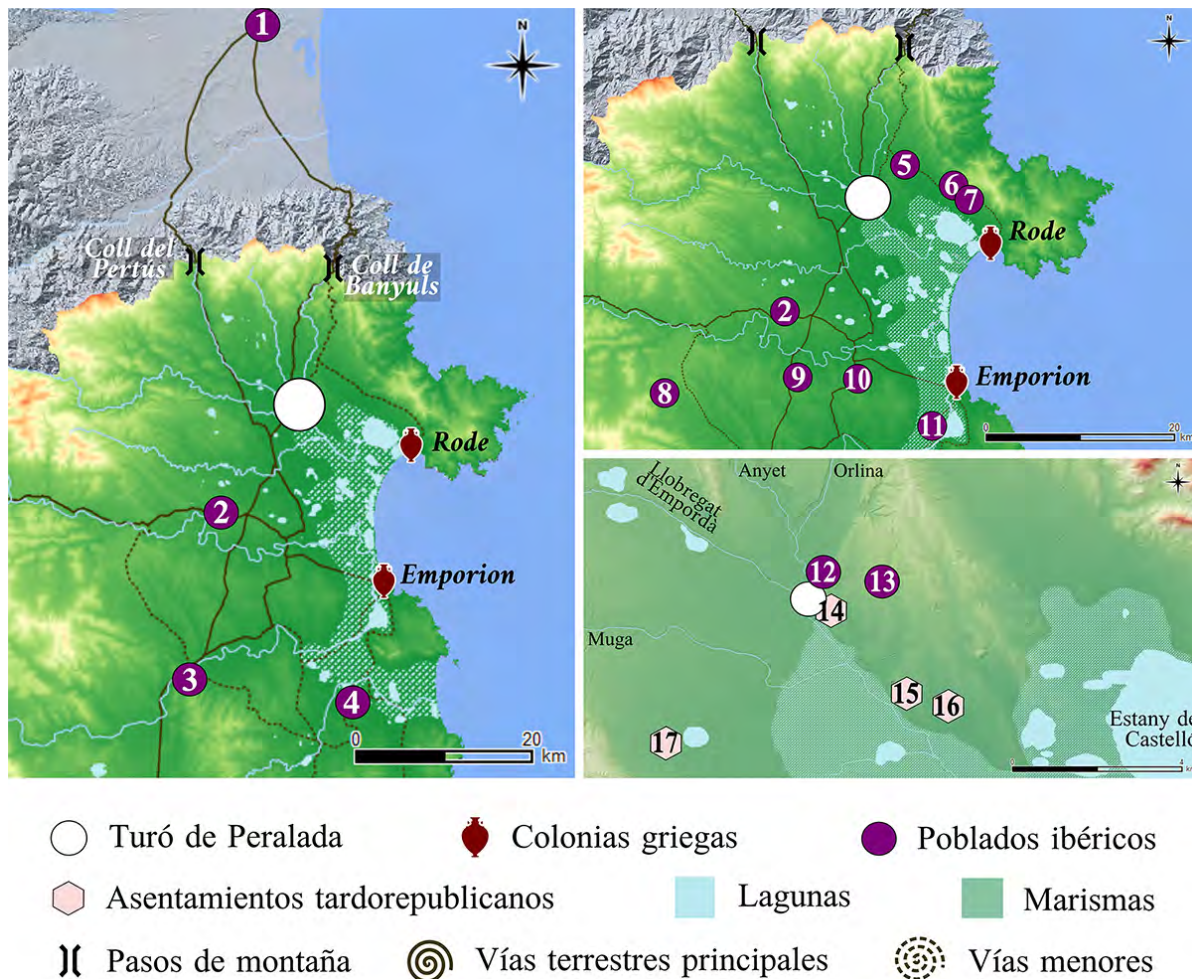 1
N
Coll del
Pertús
Coll de
Banyuls
Rode
2
Emporion
3
4
20
km
N
5
6
7
Rode
2
Emporion
8
9
10
11
0
20
km
Llobregat
d'Empordà
Anyet
Orlina
N
12
13
14
Muga
15
16
17
Estany de
Castelló
0
4
Turó de Peralada
Colonias griegas
Poblados ibéricos
Asentamientos tardorepublicanos
Lagunas
Marismas
Pasos de montaña
Vías terrestres principales
Vías menores